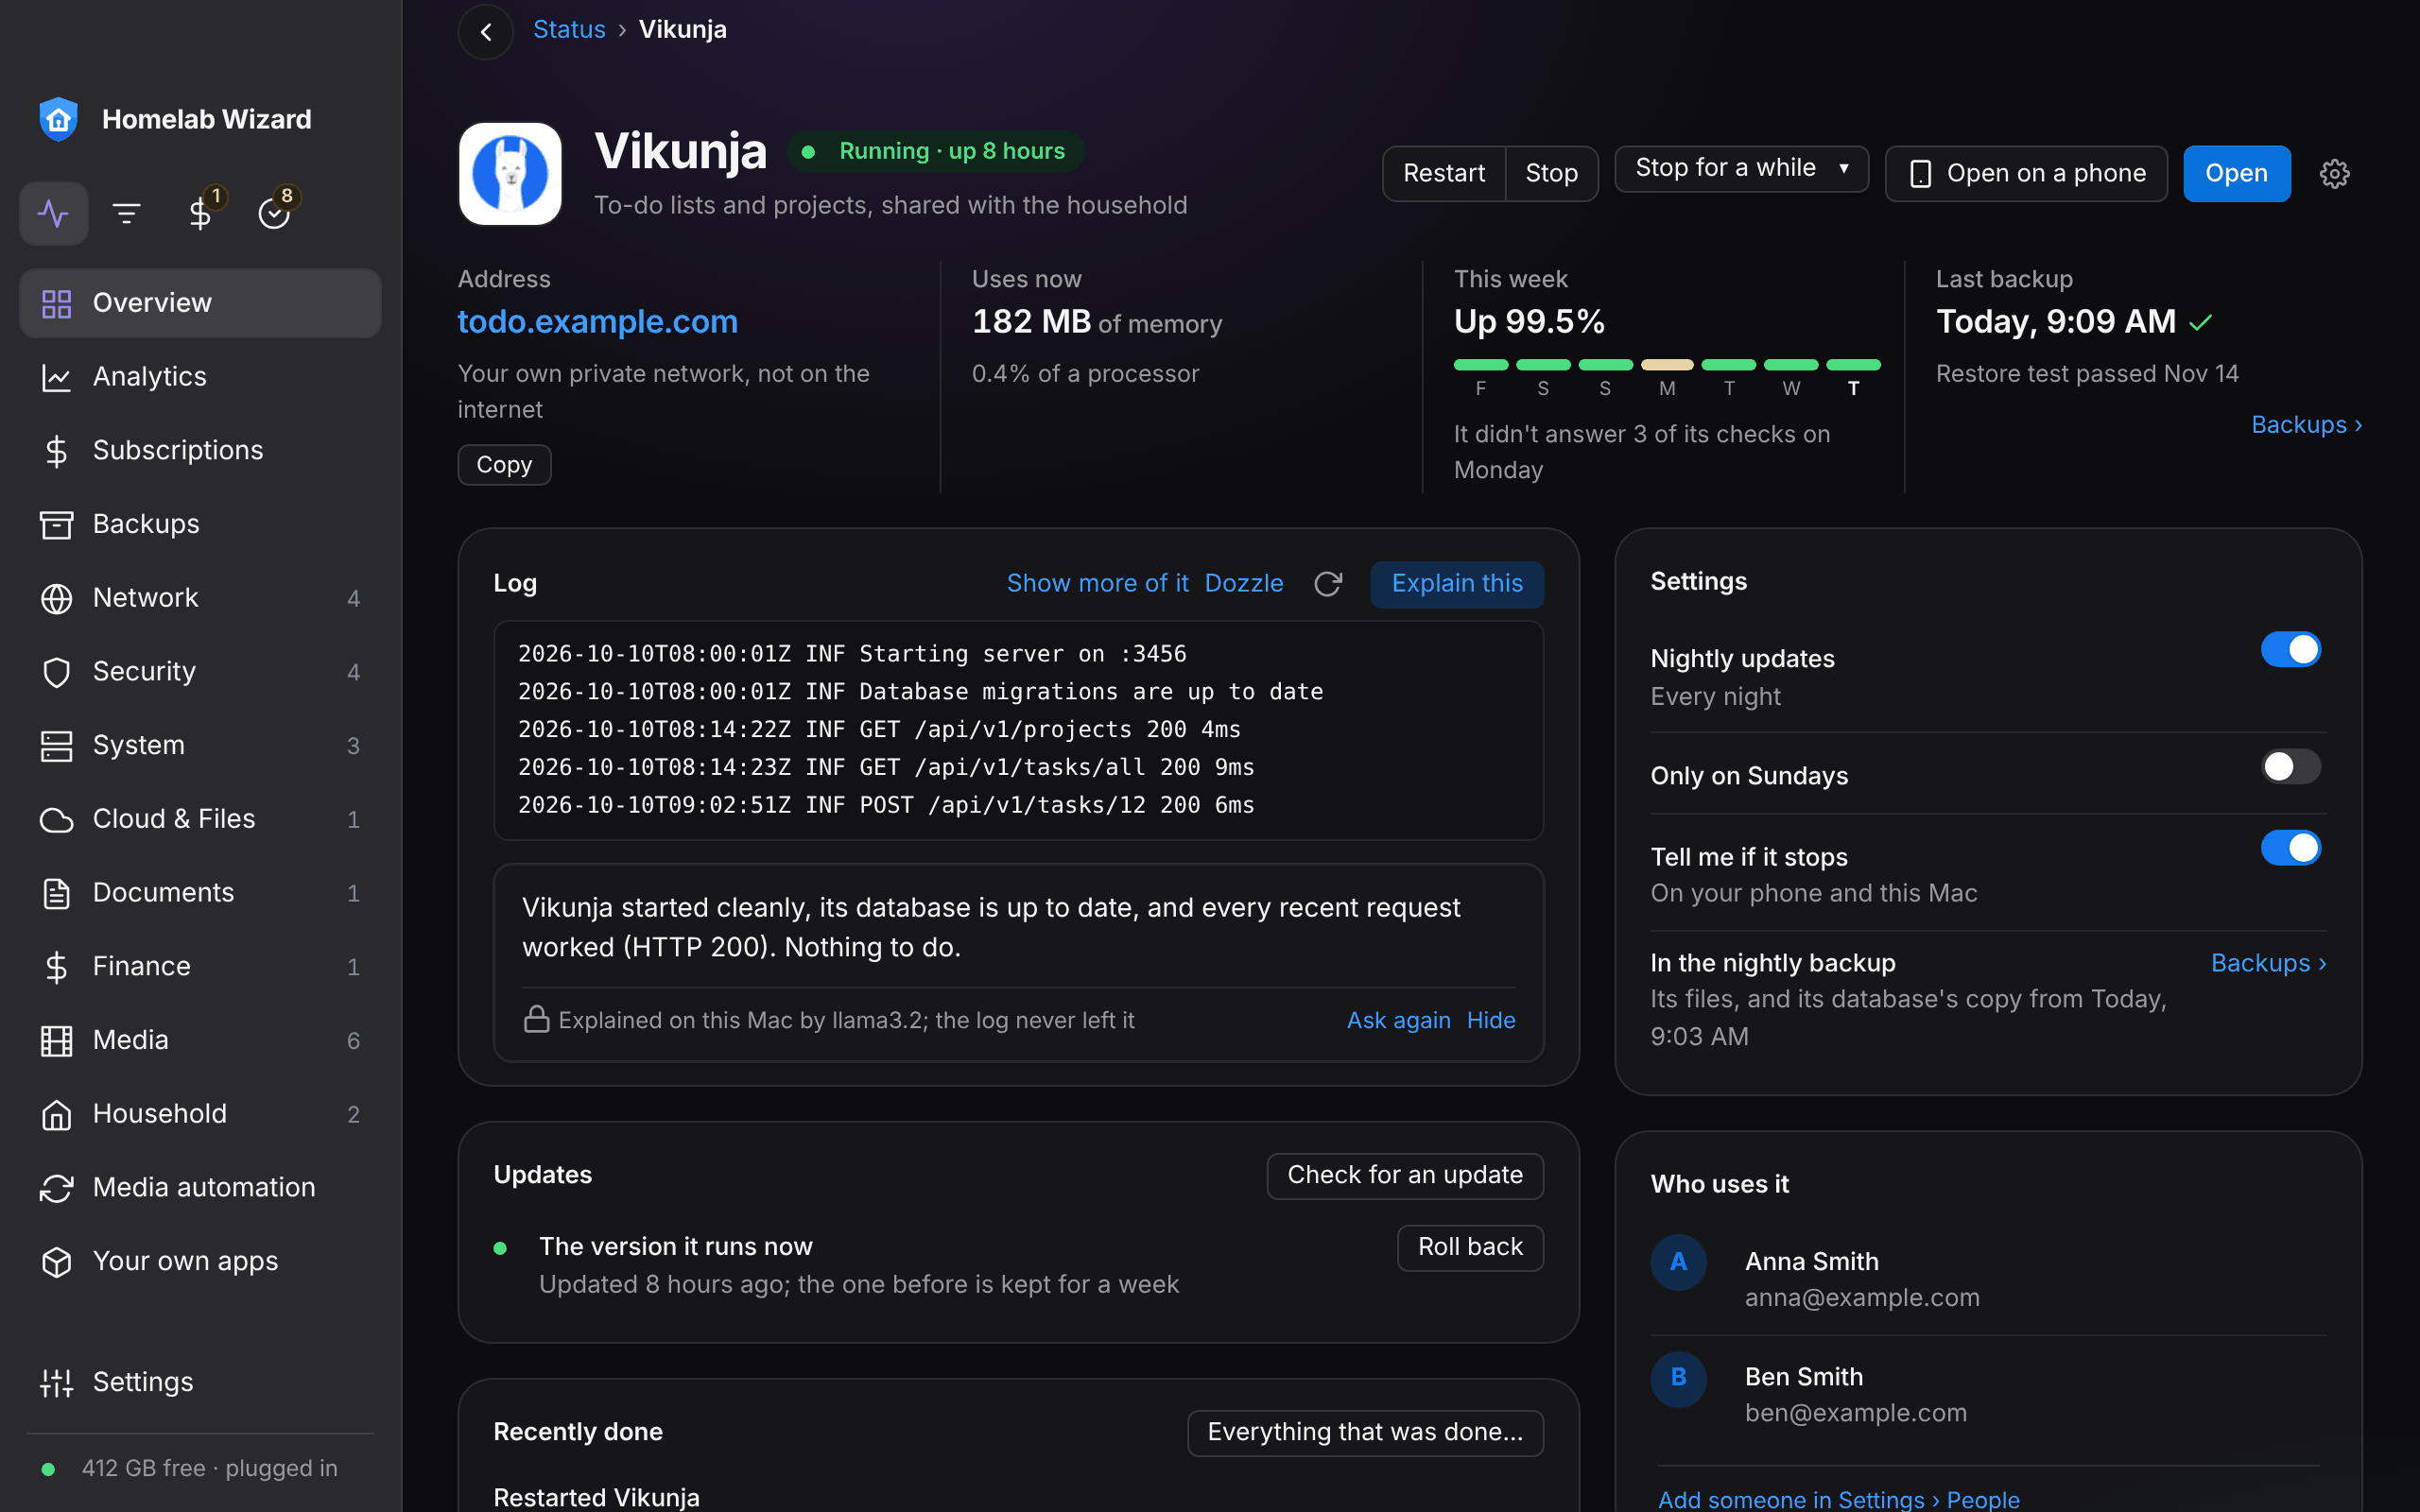 Homelab Wizard
1
8
Overview
Analytics
Subscriptions
Backups
Network 4
Security 4
System 3
Cloud & Files 1
Documents 1
Finance 1
Media 6
Household 2
Media automation
Your own apps
Settings
412 GB free · plugged in
Status › Vikunja
Vikunja
Running · up 8 hours
To-do lists and projects, shared with the household
Restart
Stop
Stop for a while ▾
Open on a phone
Open
Address
todo.example.com
Your own private network, not on the
internet
Copy
Uses now
182 MB of memory
0.4% of a processor
This week
Up 99.5%
F S S M T W T
It didn't answer 3 of its checks on
Monday
Last backup
Today, 9:09 AM ✓
Restore test passed Nov 14
Backups ›
Log
Show more of it
Dozzle
Explain this
2026-10-10T08:00:01Z INF Starting server on :3456
2026-10-10T08:00:01Z INF Database migrations are up to date
2026-10-10T08:14:22Z INF GET /api/v1/projects 200 4ms
2026-10-10T08:14:23Z INF GET /api/v1/tasks/all 200 9ms
2026-10-10T09:02:51Z INF POST /api/v1/tasks/12 200 6ms
Vikunja started cleanly, its database is up to date, and every recent request
worked (HTTP 200). Nothing to do.
Explained on this Mac by llama3.2; the log never left it
Ask again
Hide
Updates
Check for an update
The version it runs now
Updated 8 hours ago; the one before is kept for a week
Roll back
Recently done
Everything that was done...
Restarted Vikunja
Settings
Nightly updates
Every night
Only on Sundays
Tell me if it stops
On your phone and this Mac
In the nightly backup
Backups ›
Its files, and its database's copy from Today,
9:03 AM
Who uses it
A
Anna Smith
anna@example.com
B
Ben Smith
ben@example.com
Add someone in Settings › People